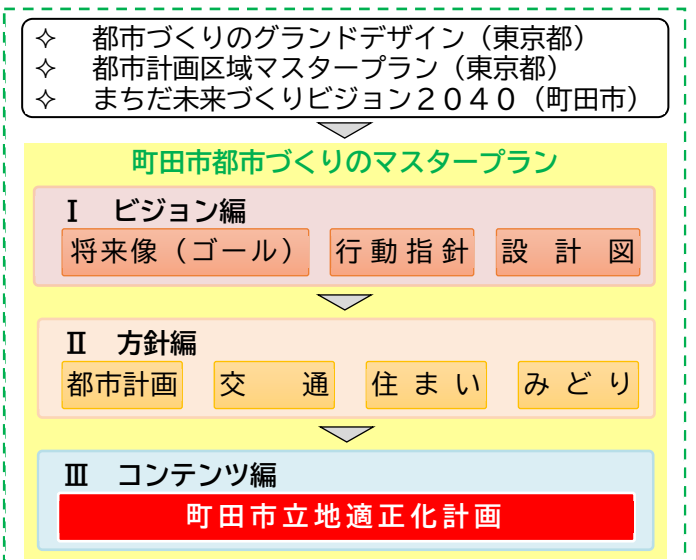 ✧ 都市づくりのグランドデザイン（東京都）
✧ 都市計画区域マスタープラン（東京都）
✧ まちだ未来づくりビジョン２０４０（町田市）
町田市都市づくりのマスタープラン
Ⅰ ビジョン編
将来像（ゴール） 行動指針 設計図
Ⅱ 方針編
都市計画 交通 住まい みどり
Ⅲ コンテンツ編
町田市立地適正化計画